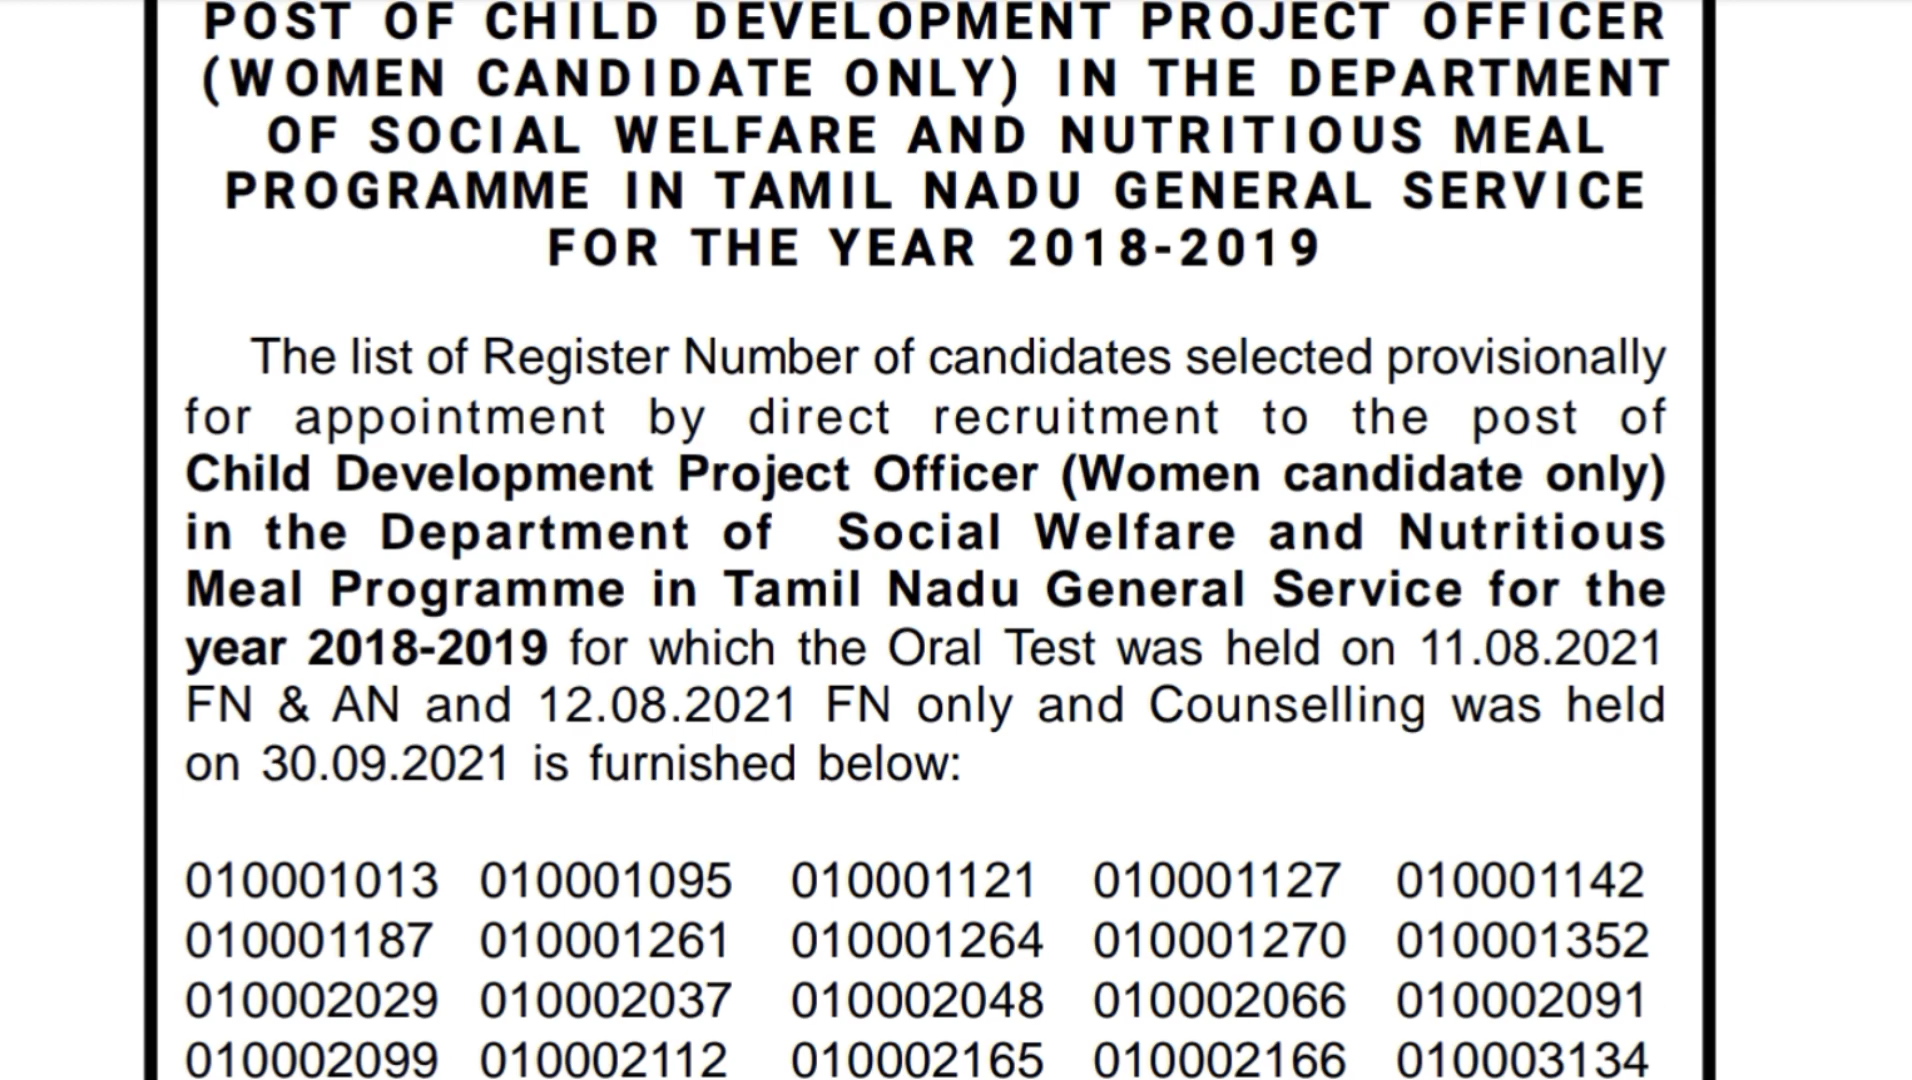 POST OF CHILD DEVELOPMENT PROJECT OFFICER
(WOMEN CANDIDATE ONLY) IN THE DEPARTMENT
OF SOCIAL WELFARE AND NUTRITIOUS MEAL
PROGRAMME IN TAMIL NADU GENERAL SERVICE
FOR THE YEAR 2018-2019
The list of Register Number of candidates selected provisionally
for appointment by direct recruitment to the post of
Child Development Project Officer (Women candidate only)
in the Department of Social Welfare and Nutritious
Meal Programme in Tamil Nadu General Service for the
year 2018-2019 for which the Oral Test was held on 11.08.2021
FN & AN and 12.08.2021 FN only and Counselling was held
on 30.09.2021 is furnished below:
010001013 010001095 010001121 010001127 010001142
010001187 010001261 010001264 010001270 010001352
010002029 010002037 010002048 010002066 010002091
010002099 010002112 010002165 010002166 010003134